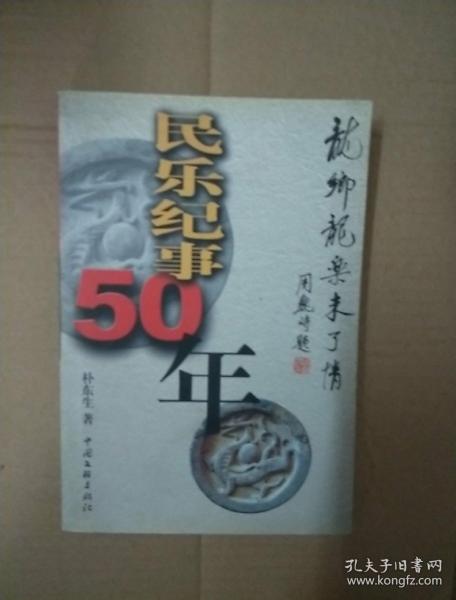 民乐纪事
50
年
龙乡龙乐未了情
周巍峙题
朴东生 著
中国文联出版社
孔夫子旧书网
www.kongfz.com